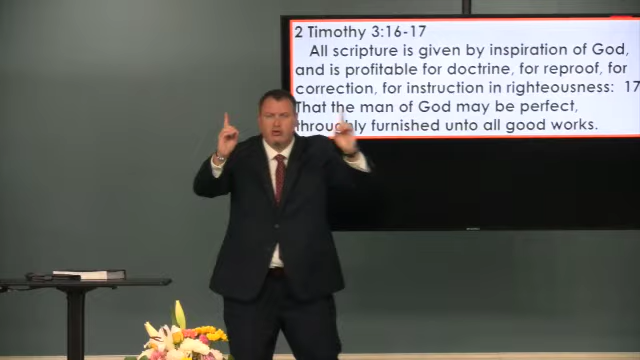 2 Timothy 3:16-17
All scripture is given by inspiration of God,
and is profitable for doctrine, for reproof, for
correction, for instruction in righteousness: 17
That the man of God may be perfect,
throughly furnished unto all good works.